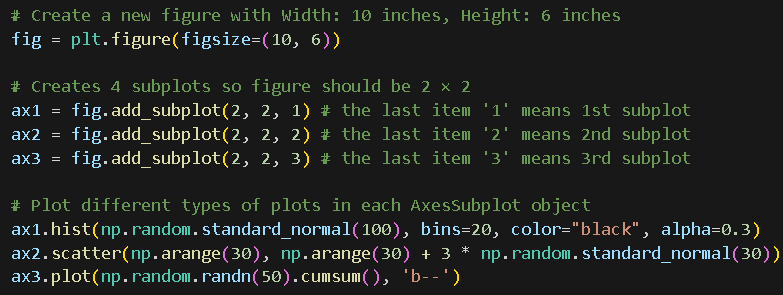 # Create a new figure with Width: 10 inches, Height: 6 inches
fig = plt.figure(figsize=(10, 6))
# Creates 4 subplots so figure should be 2 × 2
ax1 = fig.add_subplot(2, 2, 1) # the last item '1' means 1st subplot
ax2 = fig.add_subplot(2, 2, 2) # the last item '2' means 2nd subplot
ax3 = fig.add_subplot(2, 2, 3) # the last item '3' means 3rd subplot
# Plot different types of plots in each AxesSubplot object
ax1.hist(np.random.standard_normal(100), bins=20, color="black", alpha=0.3)
ax2.scatter(np.arange(30), np.arange(30) + 3 * np.random.standard_normal(30))
ax3.plot(np.random.randn(50).cumsum(), 'b--')